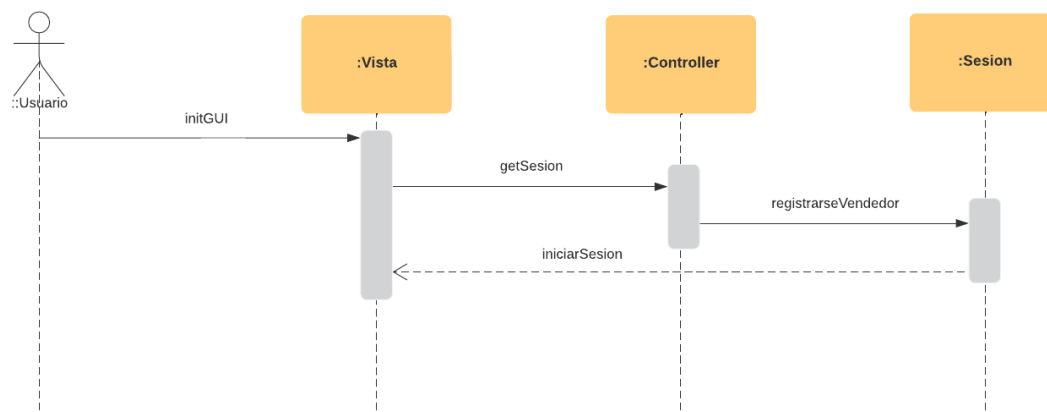 :Vista
:Controller
:Sesion
::Usuario
initGUI
getSesion
registrarseVendedor
iniciarSesion